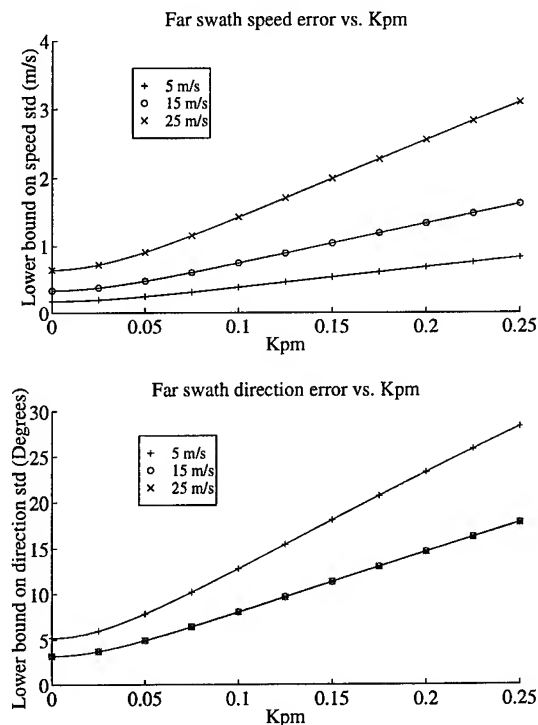 Far swath speed error vs. Kpm
Lower bound on speed std (m/s)
4
3
2
1
0
+ 5 m/s
o 15 m/s
× 25 m/s
0 0.05 0.1 0.15 0.2 0.25
Kpm
Far swath direction error vs. Kpm
Lower bound on direction std (Degrees)
30
25
20
15
10
5
0
+ 5 m/s
o 15 m/s
× 25 m/s
0 0.05 0.1 0.15 0.2 0.25
Kpm